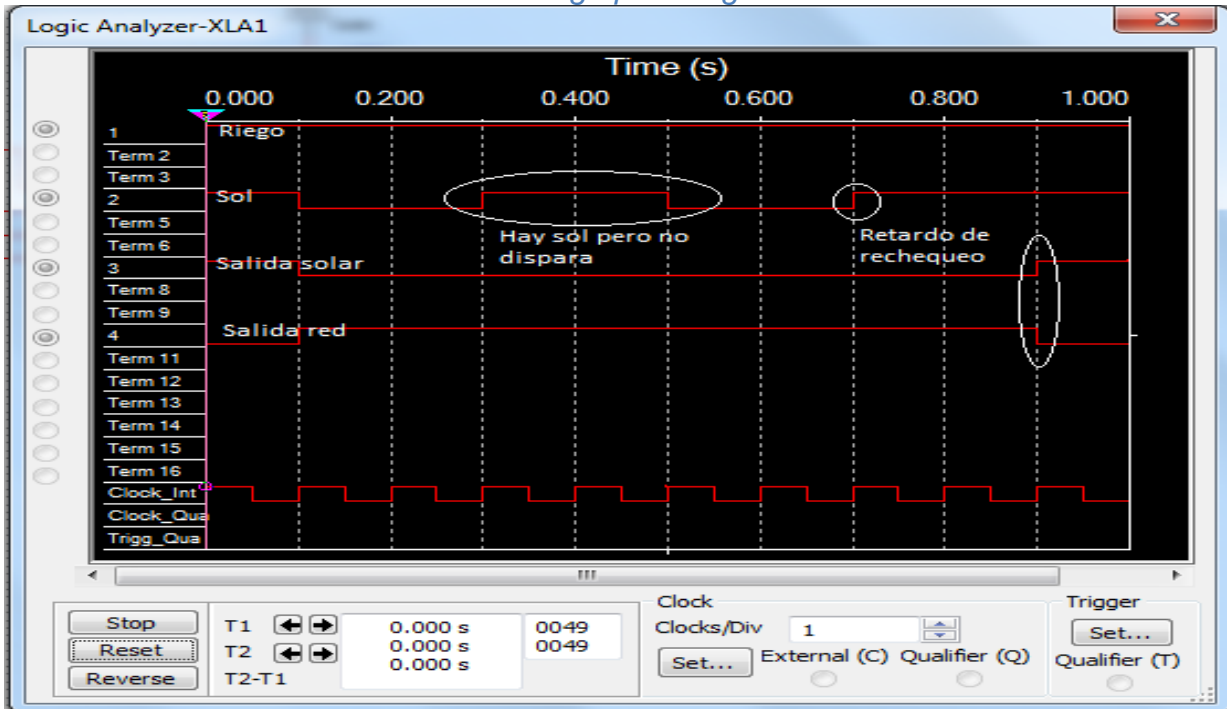 Logic Analyzer-XLA1
Time (s)
0.000 0.200 0.400 0.600 0.800 1.000
1 Riego
Term 2
Term 3
2 Sol
Term 5
Term 6
Hay sol pero no
dispara
Retardo de
rechequeo
3 Salida solar
Term 8
Term 9
4 Salida red
Term 11
Term 12
Term 13
Term 14
Term 15
Term 16
Clock_Int
Clock_Qua
Trigg_Qua
Stop
Reset
Reverse
T1 0.000 s 0049
T2 0.000 s 0049
T2-T1 0.000 s
Clock
Clocks/Div 1
Set... External (C) Qualifier (Q)
Trigger
Set...
Qualifier (T)